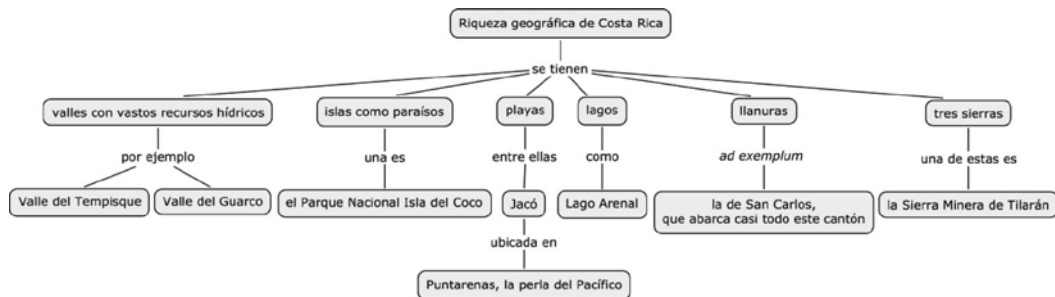 Riqueza geográfica de Costa Rica
se tienen
valles con vastos recursos hídricos
islas como paraísos
playas
lagos
llanuras
tres sierras
por ejemplo
una es
entre ellas
como
ad exemplum
una de estas es
Valle del Tempisque
Valle del Guarco
el Parque Nacional Isla del Coco
Jacó
Lago Arenal
la de San Carlos,
que abarca casi todo este cantón
la Sierra Minera de Tilarán
ubicada en
Puntarenas, la perla del Pacífico